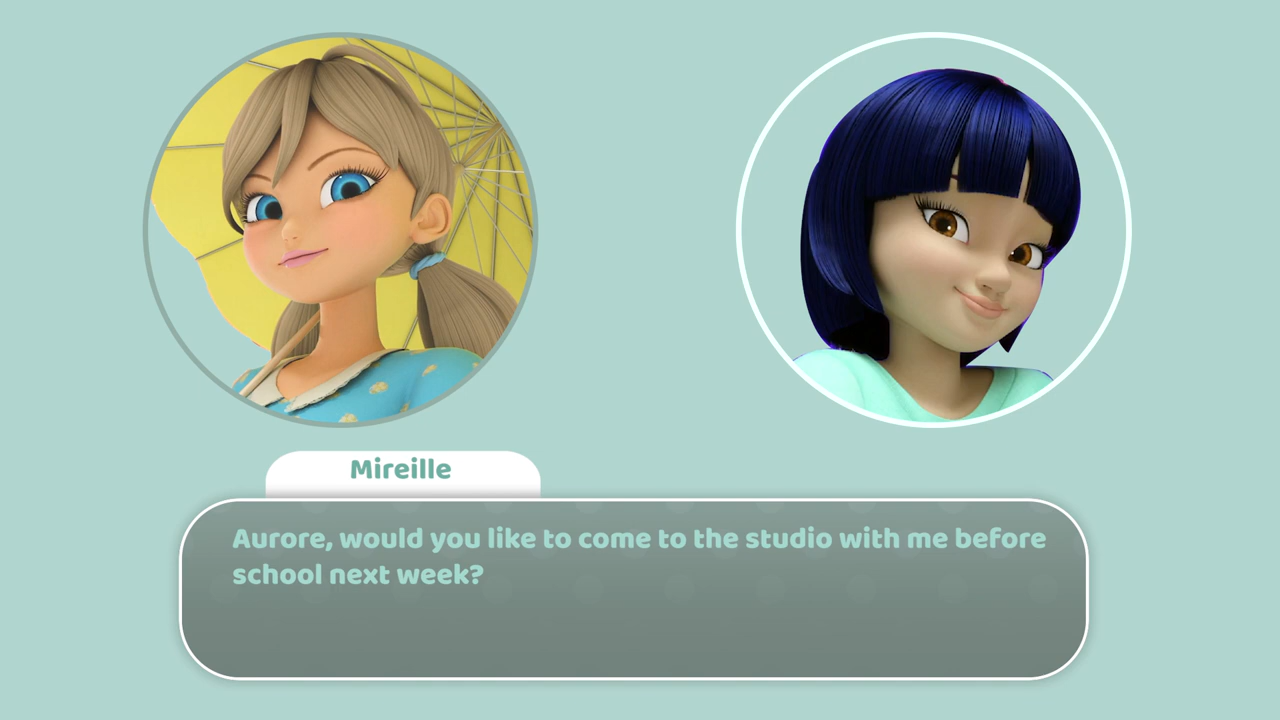 Mireille
Aurore, would you like to come to the studio with me before
school next week?